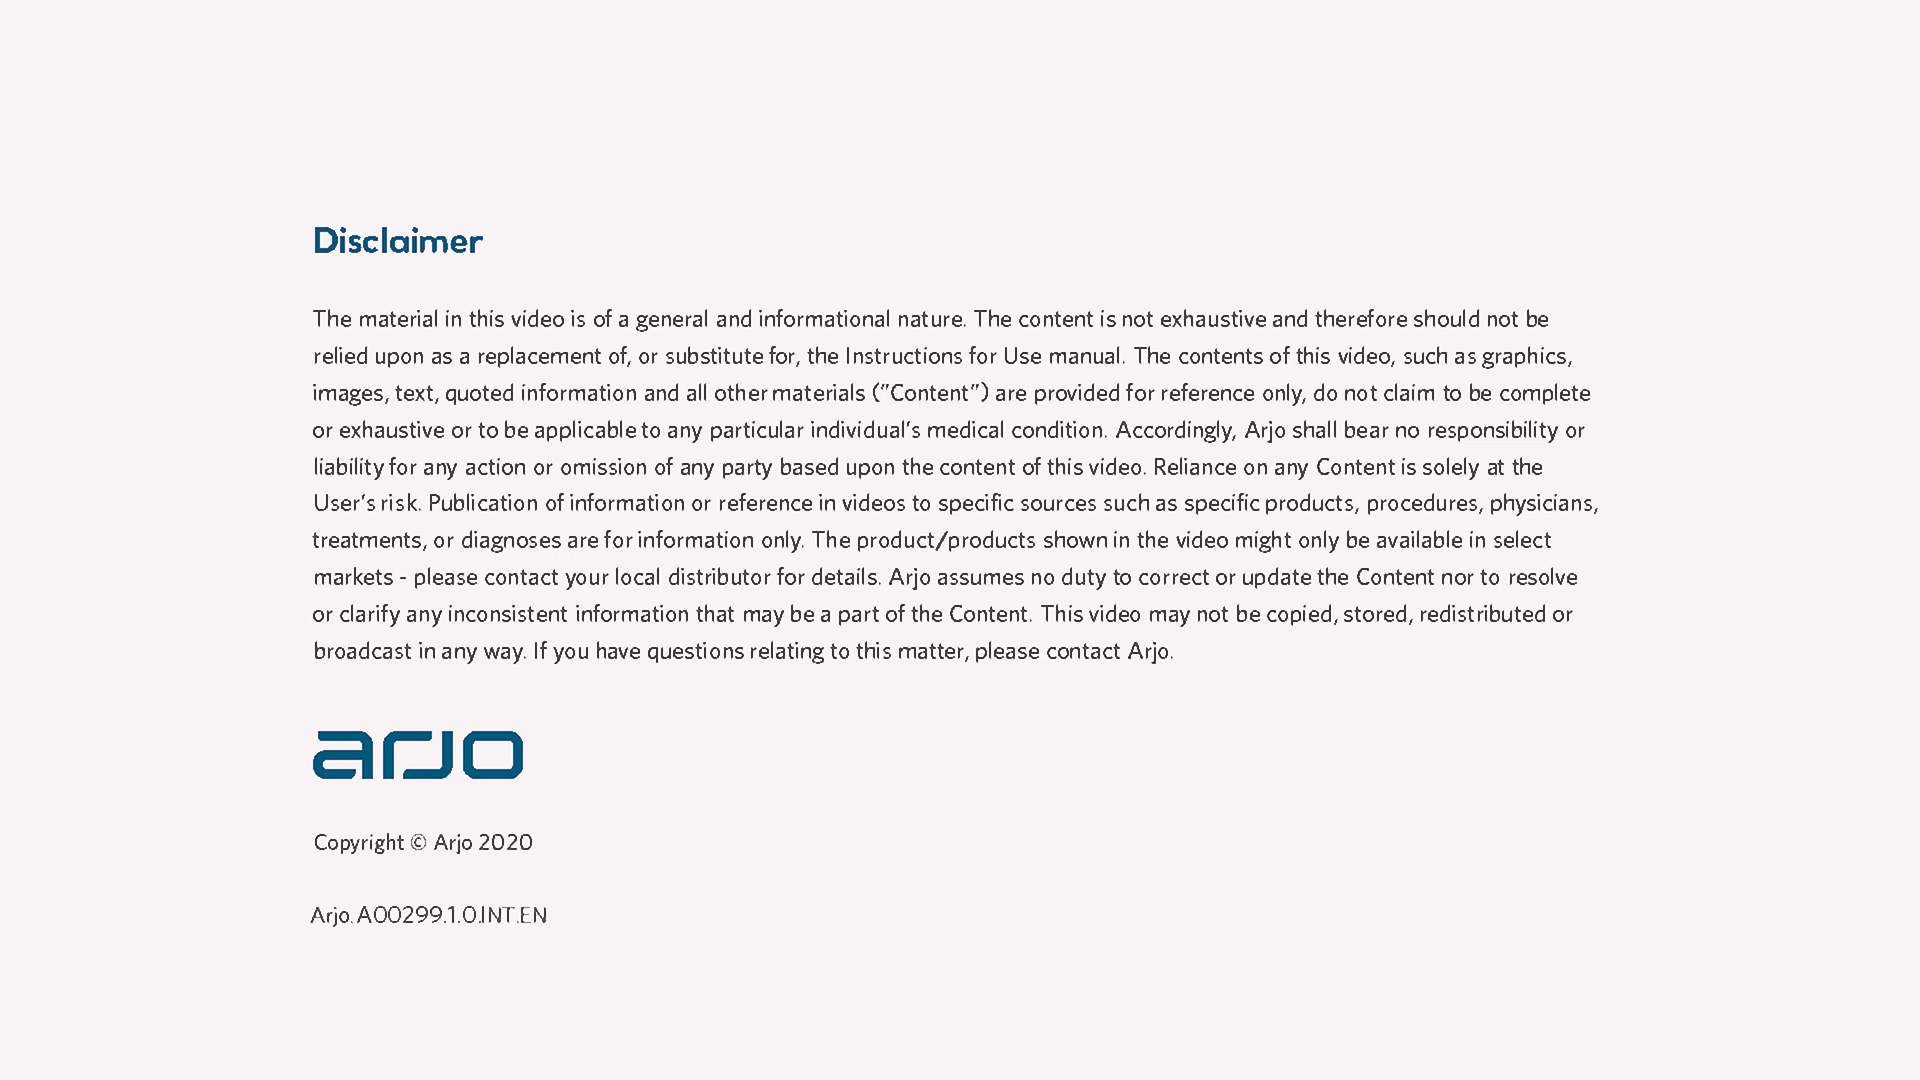 Disclaimer
The material in this video is of a general and informational nature. The content is not exhaustive and therefore should not be
relied upon as a replacement of, or substitute for, the Instructions for Use manual. The contents of this video, such as graphics,
images, text, quoted information and all other materials (”Content”) are provided for reference only, do not claim to be complete
or exhaustive or to be applicable to any particular individual’s medical condition. Accordingly, Arjo shall bear no responsibility or
liability for any action or omission of any party based upon the content of this video. Reliance on any Content is solely at the
User’s risk. Publication of information or reference in videos to specific sources such as specific products, procedures, physicians,
treatments, or diagnoses are for information only. The product/products shown in the video might only be available in select
markets - please contact your local distributor for details. Arjo assumes no duty to correct or update the Content nor to resolve
or clarify any inconsistent information that may be a part of the Content. This video may not be copied, stored, redistributed or
broadcast in any way. If you have questions relating to this matter, please contact Arjo.
arjo
Copyright © Arjo 2020
Arjo.A00299.1.0.INT.EN